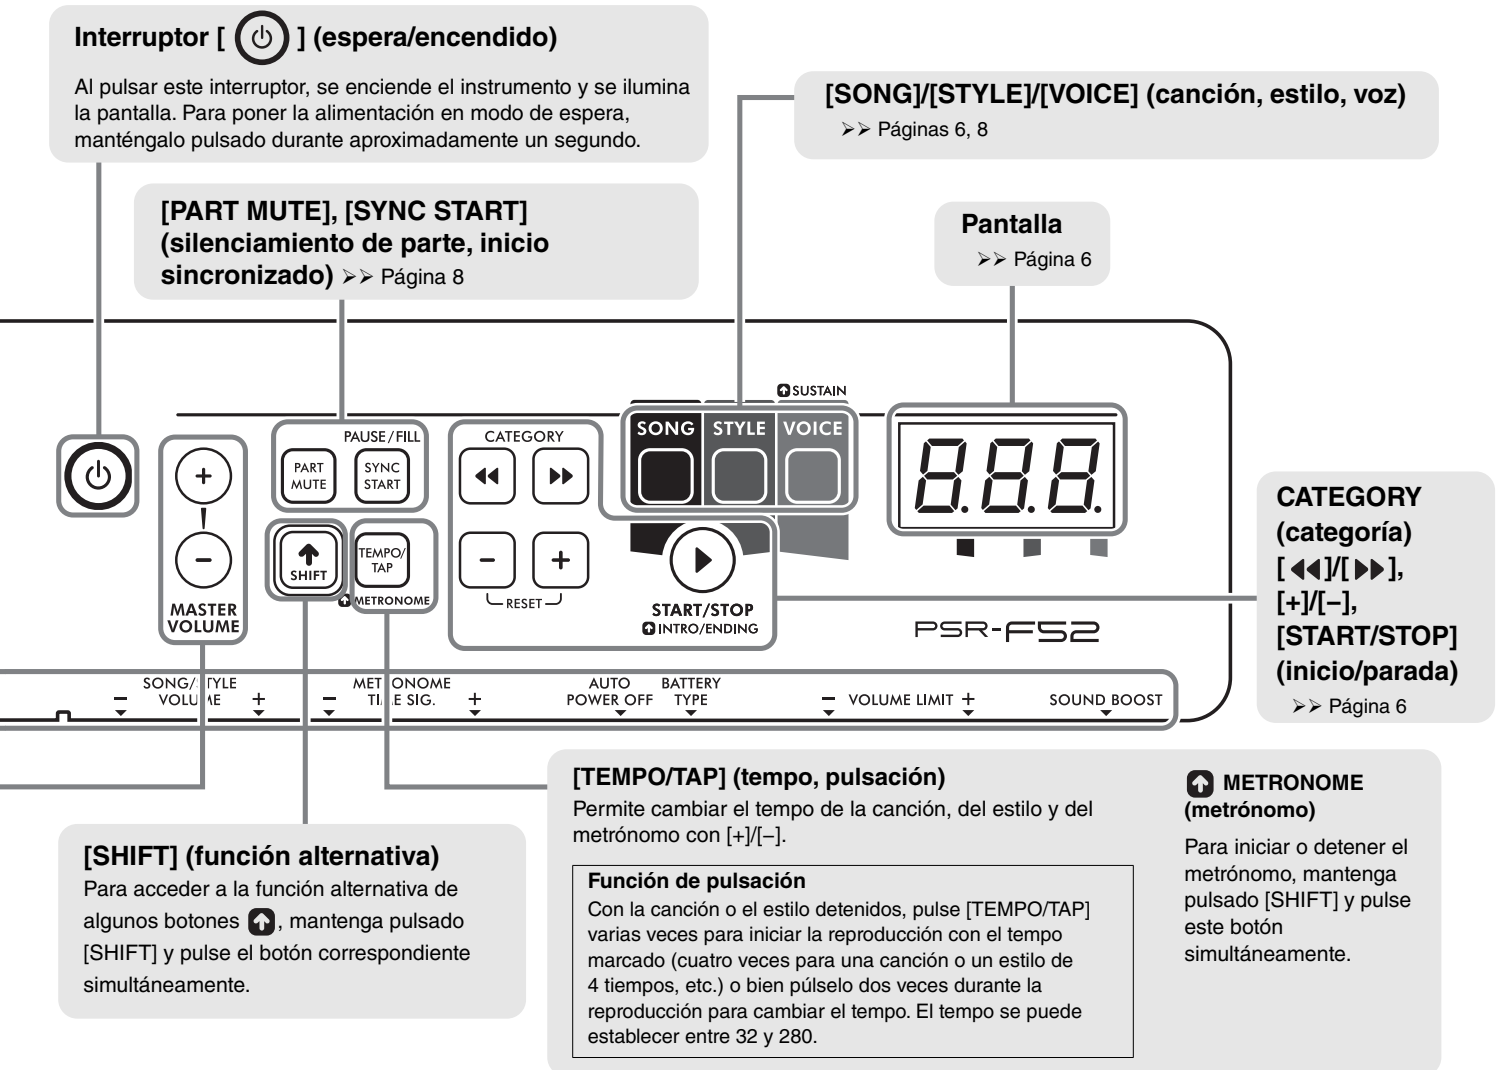 Interruptor [ ] (espera/encendido)
Al pulsar este interruptor, se enciende el instrumento y se ilumina
la pantalla. Para poner la alimentación en modo de espera,
manténgalo pulsado durante aproximadamente un segundo.
[SONG]/[STYLE]/[VOICE] (canción, estilo, voz)
➢➢ Páginas 6, 8
[PART MUTE], [SYNC START]
(silenciamiento de parte, inicio
sincronizado) ➢➢ Página 8
Pantalla
➢➢ Página 6
SUSTAIN
PAUSE/FILL
CATEGORY
SONG STYLE VOICE
PART
MUTE
SYNC
START
8.8.8.
+
−
MASTER
VOLUME
SHIFT
TEMPO/
TAP
METRONOME
− +
RESET
START/STOP
INTRO/ENDING
PSR-F52
CATEGORY
(categoría)
[ ◀◀ ]/[ ▶▶ ],
[+]/[−],
[START/STOP]
(inicio/parada)
➢➢ Página 6
− SONG/STYLE
VOLUME +
− METRONOME
TIME SIG. +
AUTO
POWER OFF
BATTERY
TYPE
− VOLUME LIMIT +
SOUND BOOST
[SHIFT] (función alternativa)
Para acceder a la función alternativa de
algunos botones , mantenga pulsado
[SHIFT] y pulse el botón correspondiente
simultáneamente.
[TEMPO/TAP] (tempo, pulsación)
Permite cambiar el tempo de la canción, del estilo y del
metrónomo con [+]/[−].
Función de pulsación
Con la canción o el estilo detenidos, pulse [TEMPO/TAP]
varias veces para iniciar la reproducción con el tempo
marcado (cuatro veces para una canción o un estilo de
4 tiempos, etc.) o bien púlselo dos veces durante la
reproducción para cambiar el tempo. El tempo se puede
establecer entre 32 y 280.
METRONOME
(metrónomo)
Para iniciar o detener el
metrónomo, mantenga
pulsado [SHIFT] y pulse
este botón
simultáneamente.